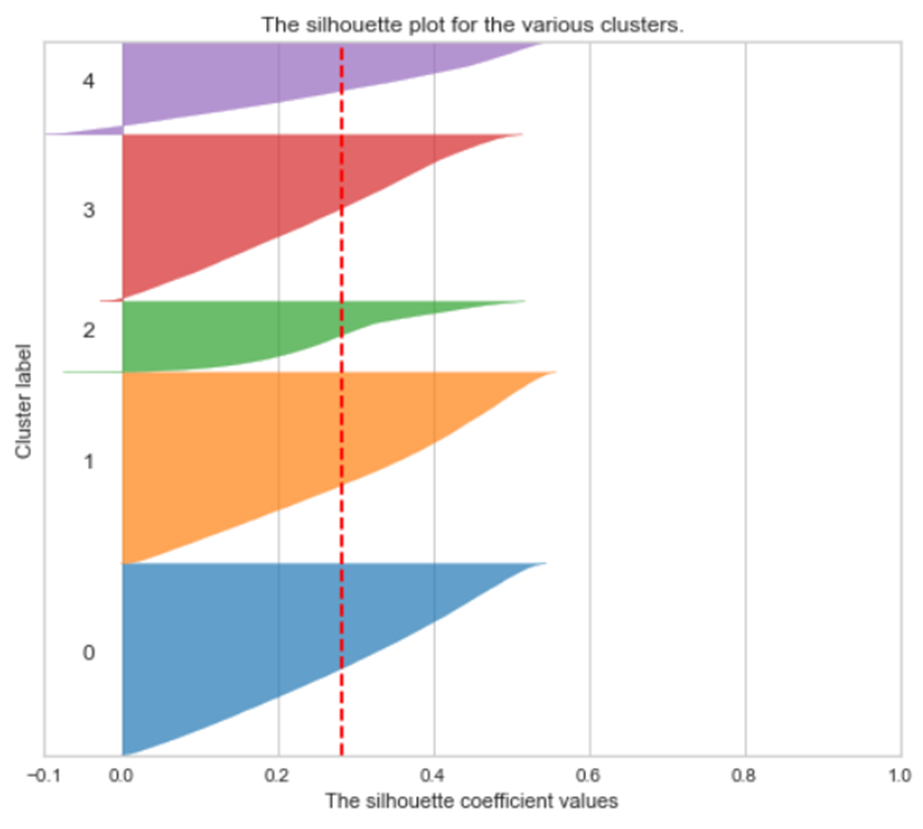 The silhouette plot for the various clusters.
4
3
2
1
0
Cluster label
−0.1 0.0 0.2 0.4 0.6 0.8 1.0
The silhouette coefficient values